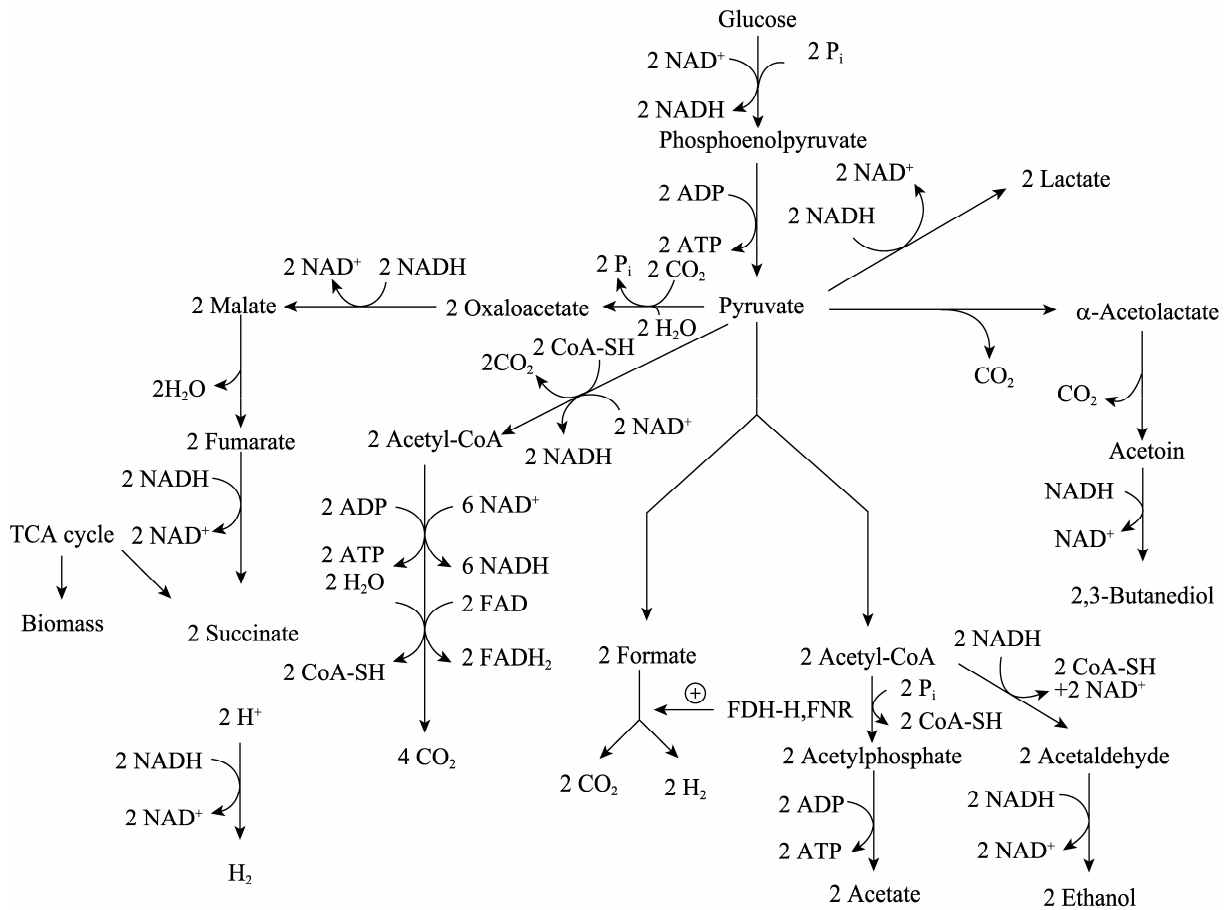 Glucose
2 NAD⁺
2 Pᵢ
2 NADH
Phosphoenolpyruvate
2 ADP
2 ATP
2 NAD⁺
2 NADH
2 Lactate
2 Malate
2 NAD⁺
2 NADH
2 Oxaloacetate
2 Pᵢ
2 CO₂
2 H₂O
Pyruvate
α-Acetolactate
CO₂
CO₂
Acetoin
NADH
NAD⁺
2,3-Butanediol
2H₂O
2 Fumarate
2 NADH
2 NAD⁺
TCA cycle
Biomass
2 Succinate
2 CoA-SH
2CO₂
2 NAD⁺
2 NADH
2 Acetyl-CoA
2 ADP
6 NAD⁺
2 ATP
6 NADH
2 H₂O
2 FAD
2 CoA-SH
2 FADH₂
4 CO₂
2 H⁺
2 NADH
2 NAD⁺
H₂
2 Formate
+
FDH-H,FNR
2 CO₂
2 H₂
2 Acetyl-CoA
2 NADH
2 CoA-SH
+2 NAD⁺
2 Pᵢ
2 CoA-SH
2 Acetylphosphate
2 Acetaldehyde
2 ADP
2 ATP
2 Acetate
2 NADH
2 NAD⁺
2 Ethanol